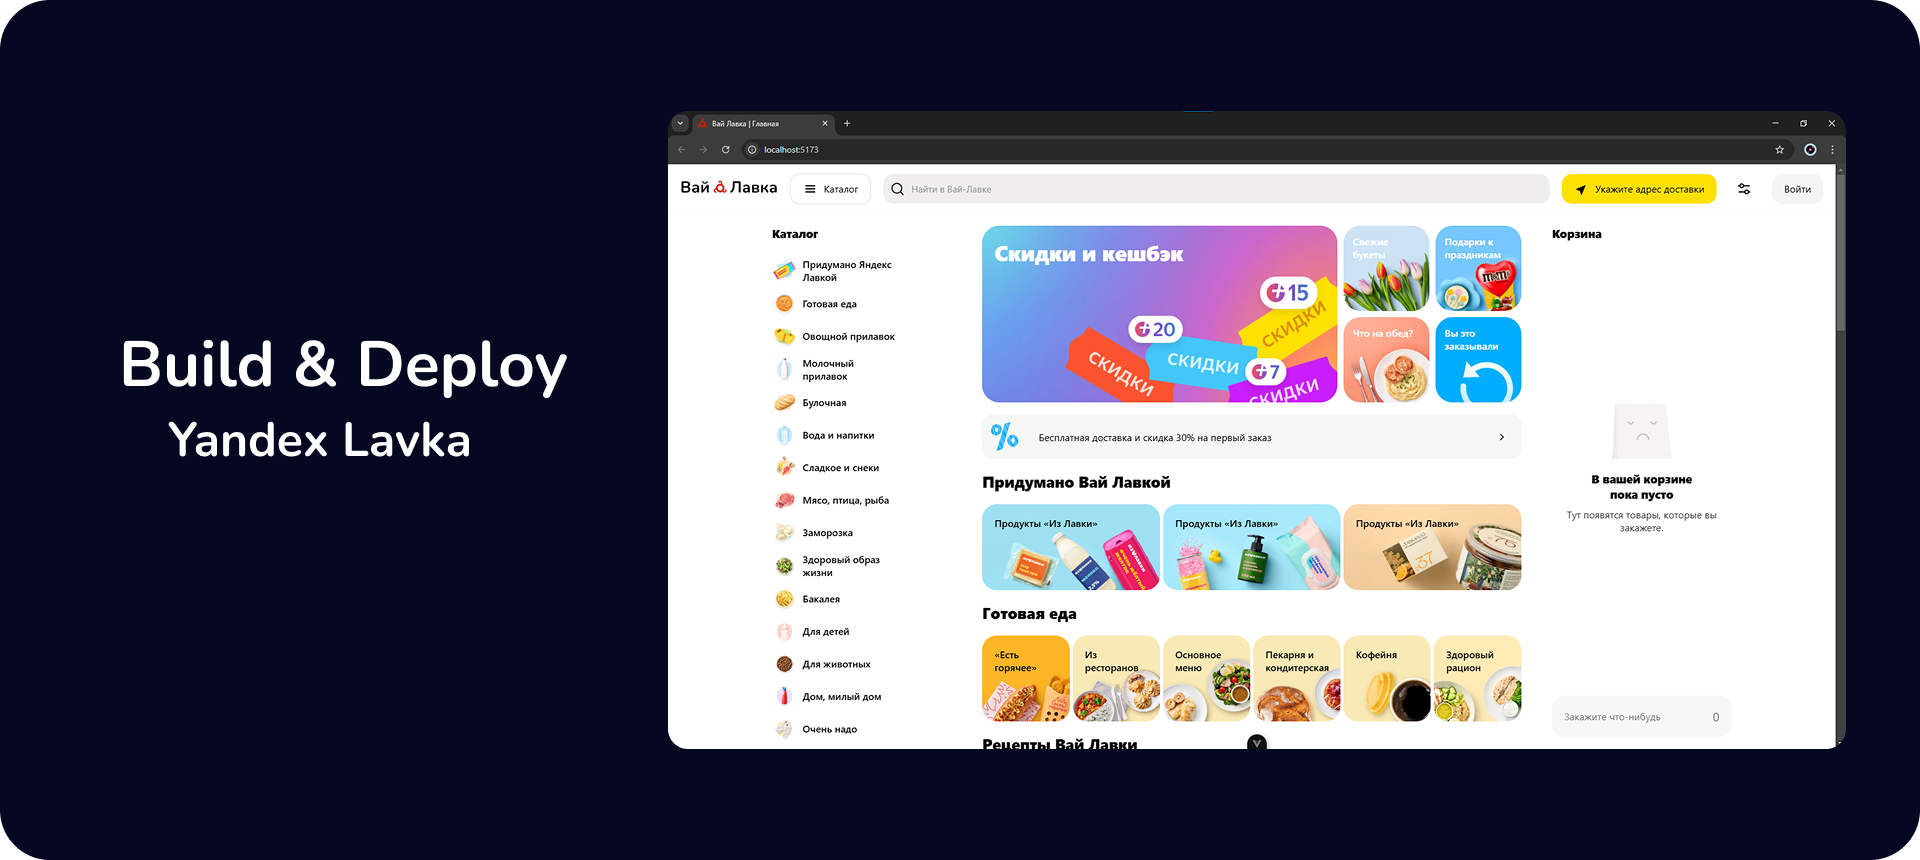 Build & Deploy
Yandex Lavka
Вай Лавка | Главная
localhost:5173
Вай Лавка
Каталог
Найти в Вай-Лавке
Укажите адрес доставки
Войти
Каталог
Придумано Яндекс
Лавкой
Готовая еда
Овощной прилавок
Молочный
прилавок
Булочная
Вода и напитки
Сладкое и снеки
Мясо, птица, рыба
Заморозка
Здоровый образ
жизни
Бакалея
Для детей
Для животных
Дом, милый дом
Очень надо
Скидки и кешбэк
15
20
7
СКИДКИ
СКИДКИ
СКИДКИ
СКИДКИ
Свежие
букеты
Подарки к
праздникам
m&m's
Что на обед?
Вы это
заказывали
%
Бесплатная доставка и скидка 30% на первый заказ
Придумано Вай Лавкой
Продукты «Из Лавки»
Продукты «Из Лавки»
Продукты «Из Лавки»
37
Готовая еда
«Есть
горячее»
Из
ресторанов
Основное
меню
Пекарня и
кондитерская
Кофейня
Здоровый
рацион
Рецепты Вай Лавки
Корзина
В вашей корзине
пока пусто
Тут появятся товары, которые вы
закажете.
Закажите что-нибудь 0